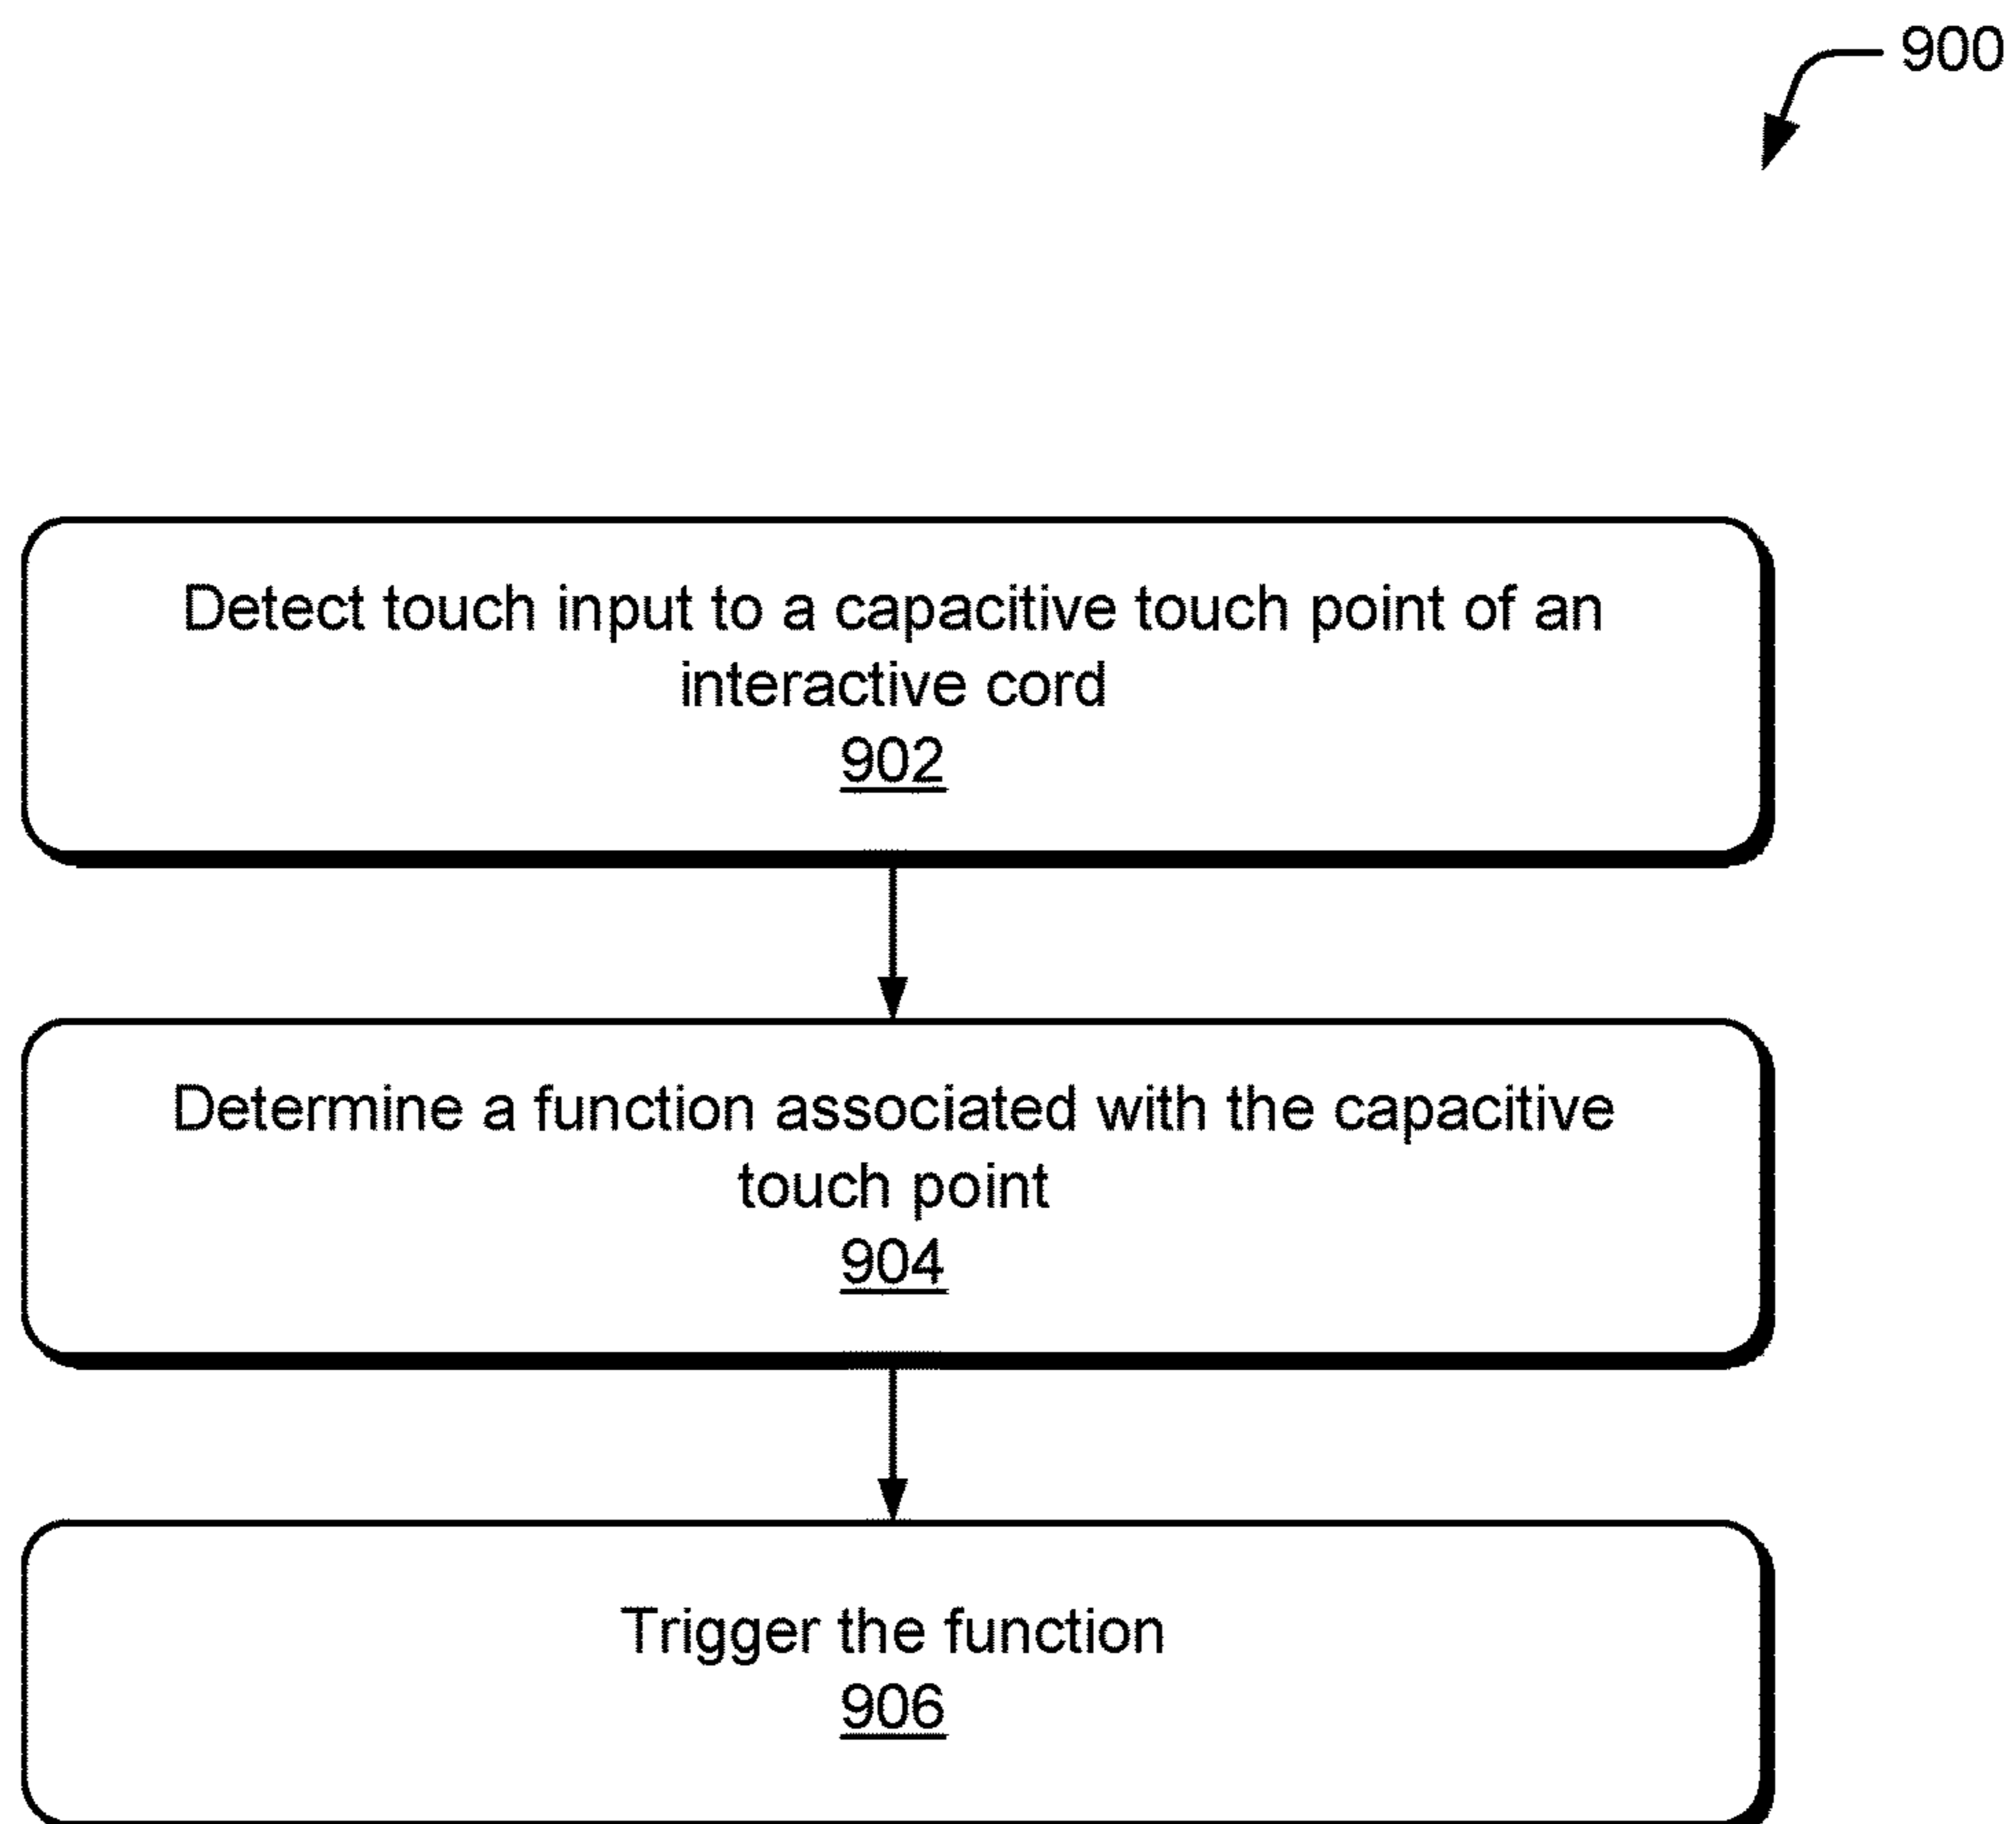 900
Detect touch input to a capacitive touch point of an
interactive cord
902
Determine a function associated with the capacitive
touch point
904
Trigger the function
906